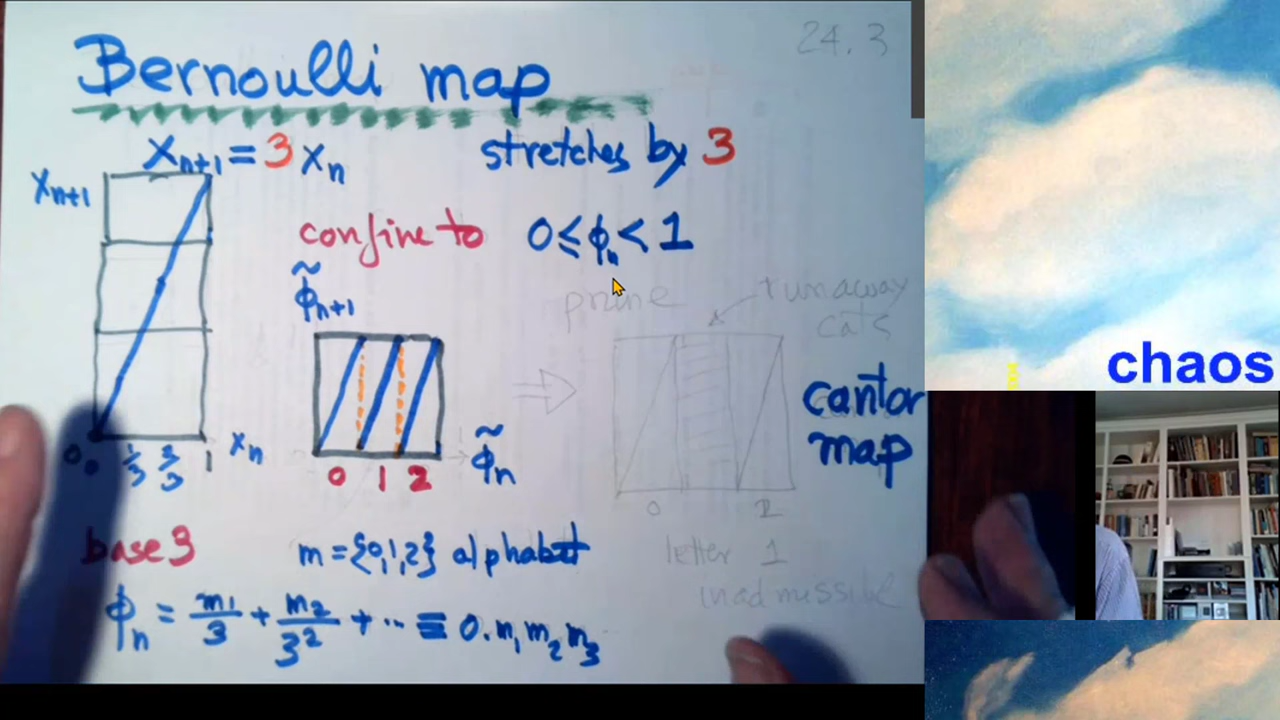 24.3
Bernoulli map
xₙ₊₁ = 3 xₙ stretches by 3
xₙ₊₁
confine to 0 ≤ ϕₙ < 1
ϕ̃ₙ₊₁
prune
runaway
cats
cantor
map
0 1/3 2/3 1 xₙ
0 1 2 ϕ̃ₙ
0 2
base 3
m = {0,1,2} alphabet
letter 1
inadmissible
ϕₙ = m₁/3 + m₂/3² + ·· ≡ 0.m₁m₂m₃
chaos